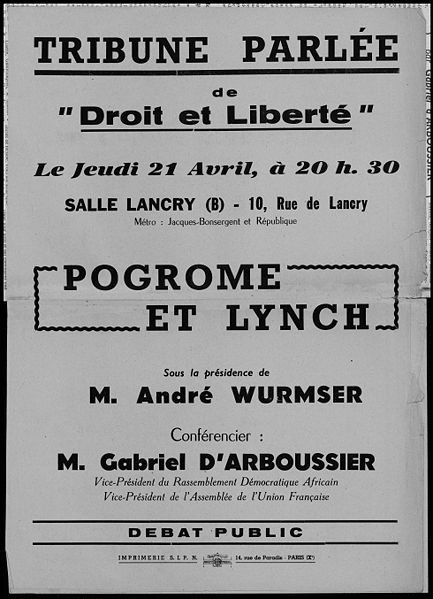 TRIBUNE PARLÉE
de
"Droit et Liberté"
Le Jeudi 21 Avril, à 20 h. 30
SALLE LANCRY (B) - 10, Rue de Lancry
Métro : Jacques-Bonsergent et République
POGROME
ET LYNCH
Sous la présidence de
M. André WURMSER
Conférencier :
M. Gabriel D'ARBOUSSIER
Vice-Président du Rassemblement Démocratique Africain
Vice-Président de l'Assemblée de l'Union Française
DEBAT PUBLIC
IMPRIMERIE S.I.P.N. 14, rue de Paradis - PARIS (Xᵉ)